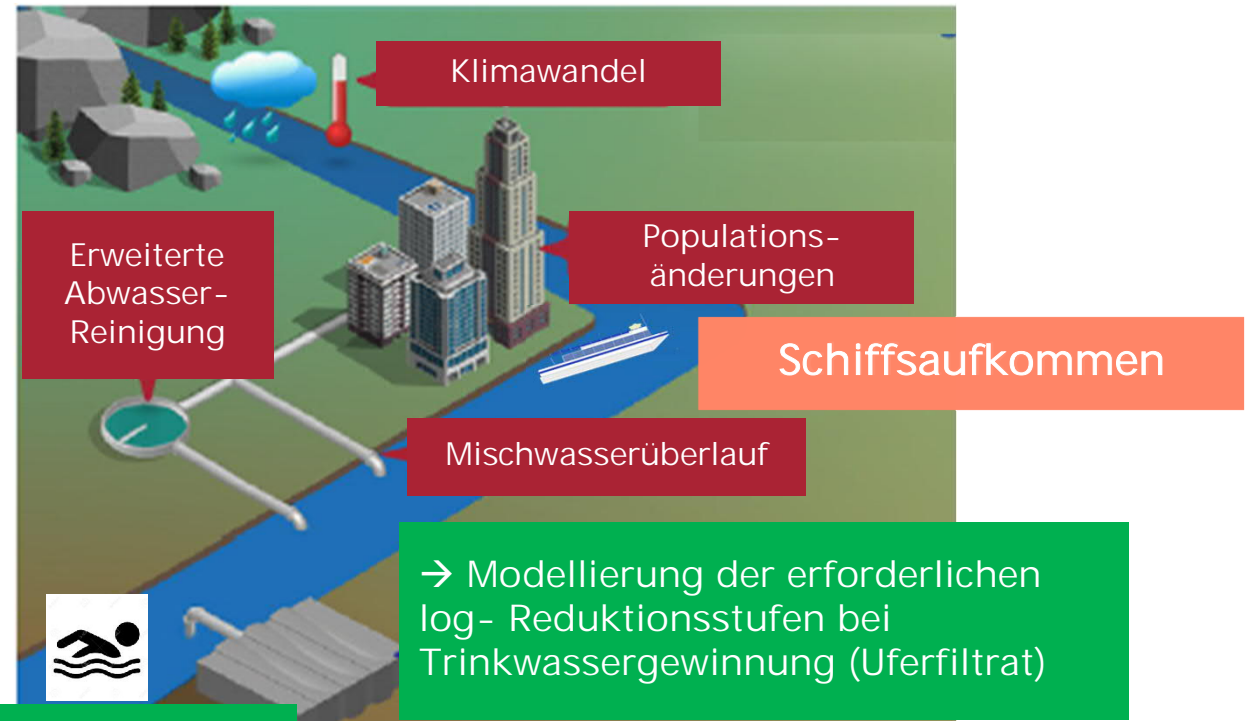 Klimawandel
Populations-
änderungen
Erweiterte
Abwasser-
Reinigung
Schiffsaufkommen
Mischwasserüberlauf
→ Modellierung der erforderlichen
log- Reduktionsstufen bei
Trinkwassergewinnung (Uferfiltrat)